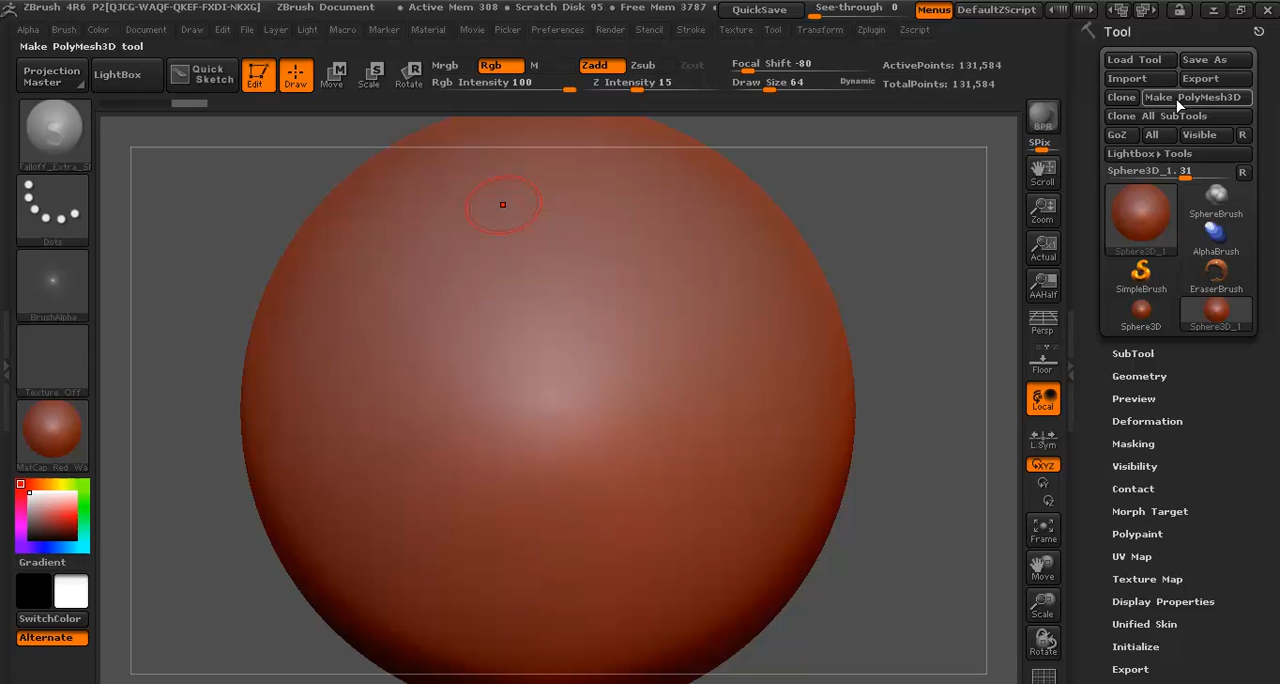 ZBrush 4R6 P2[QJCG-WAQF-QKEF-FXDI-NKXG] ZBrush Document • Active Mem 308 • Scratch Disk 95 • Free Mem 3787 • QuickSave See-through 0 Menus DefaultZScript
Alpha Brush Color Document Draw Edit File Layer Light Macro Marker Material Movie Picker Preferences Render Stencil Stroke Texture Tool Transform Zplugin Zscript
Make PolyMesh3D tool
Projection Master
LightBox
Quick Sketch
Edit
Draw
Move
Scale
Rotate
Mrgb Rgb M
Rgb Intensity 100
Zadd Zsub Zcut
Z Intensity 15
Focal Shift -80
Draw Size 64 Dynamic
ActivePoints: 131,584
TotalPoints: 131,584
Dots
BrushAlpha
Texture Off
MatCap Red Wa
Gradient
SwitchColor
Alternate
BPR
SPix
Scroll
Zoom
Actual
AAHalf
Persp
Floor
Local
L.Sym
XYZ
Frame
Move
Scale
Rotate
Tool
Load Tool Save As
Import Export
Clone Make PolyMesh3D
Clone All SubTools
GoZ All Visible R
Lightbox▸Tools
Sphere3D_1. 31 R
Sphere3D_1
SphereBrush
AlphaBrush
SimpleBrush
EraserBrush
Sphere3D
Sphere3D_1
SubTool
Geometry
Preview
Deformation
Masking
Visibility
Contact
Morph Target
Polypaint
UV Map
Texture Map
Display Properties
Unified Skin
Initialize
Export